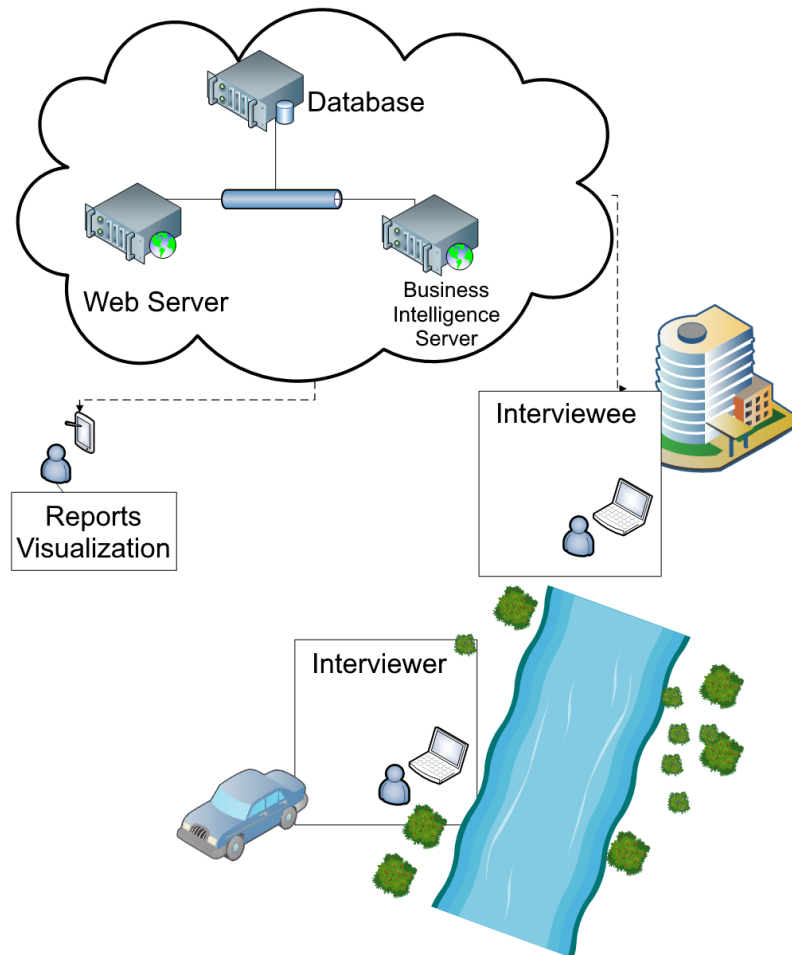 Database
Web Server
Business
Intelligence
Server
Interviewee
Reports
Visualization
Interviewer